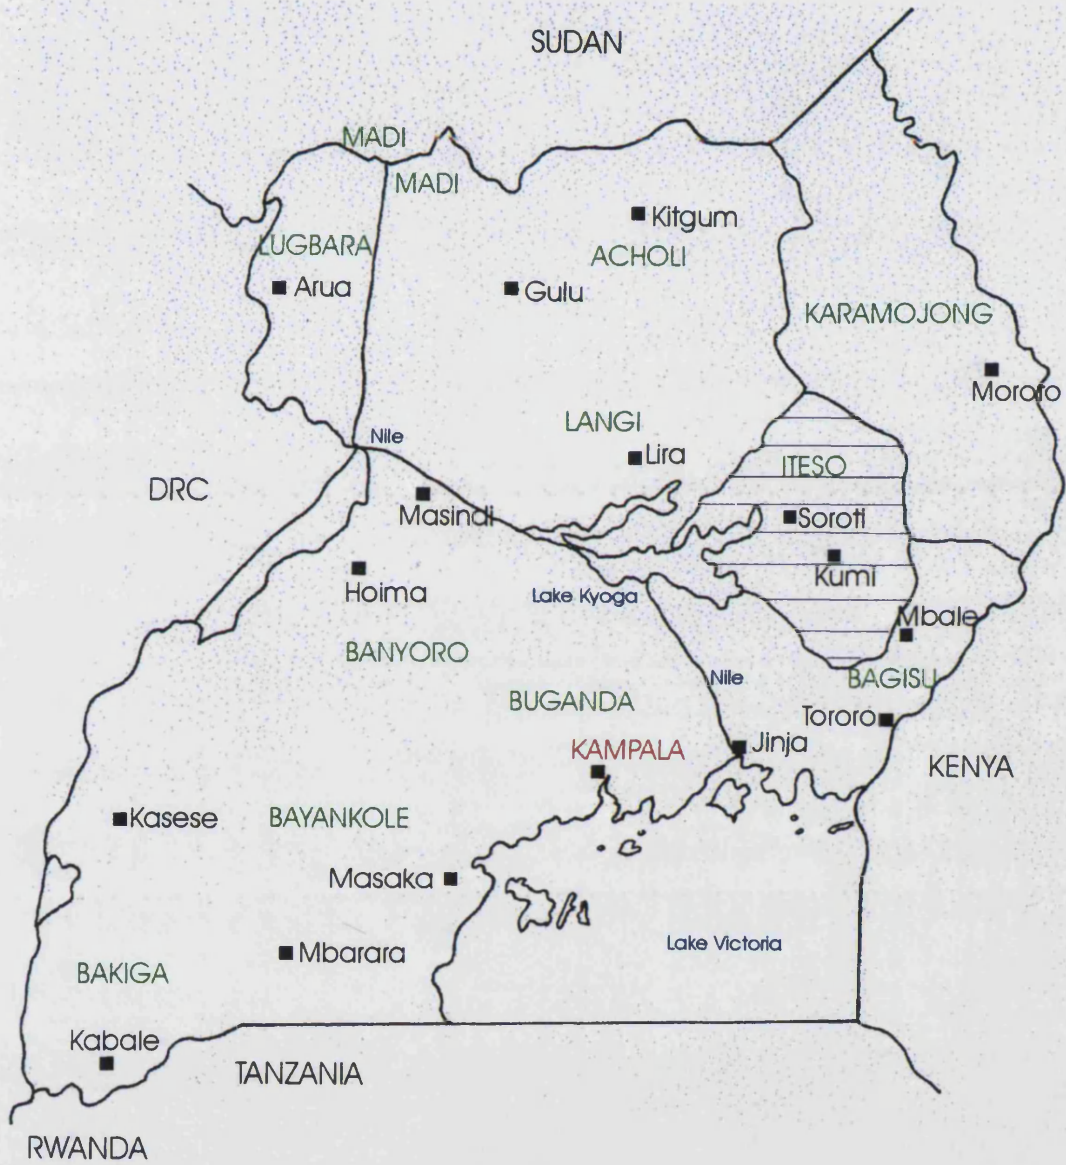 SUDAN
MADI
MADI
Kitgum
LUGBARA
ACHOLI
Arua
Gulu
KARAMOJONG
Mororo
LANGI
Nile
Lira
ITESO
DRC
Masindi
Soroti
Kumi
Hoima
Lake Kyoga
Mbale
BANYORO
Nile
BAGISU
BUGANDA
Tororo
KAMPALA
Jinja
KENYA
Kasese
BAYANKOLE
Masaka
Lake Victoria
Mbarara
BAKIGA
Kabale
TANZANIA
RWANDA